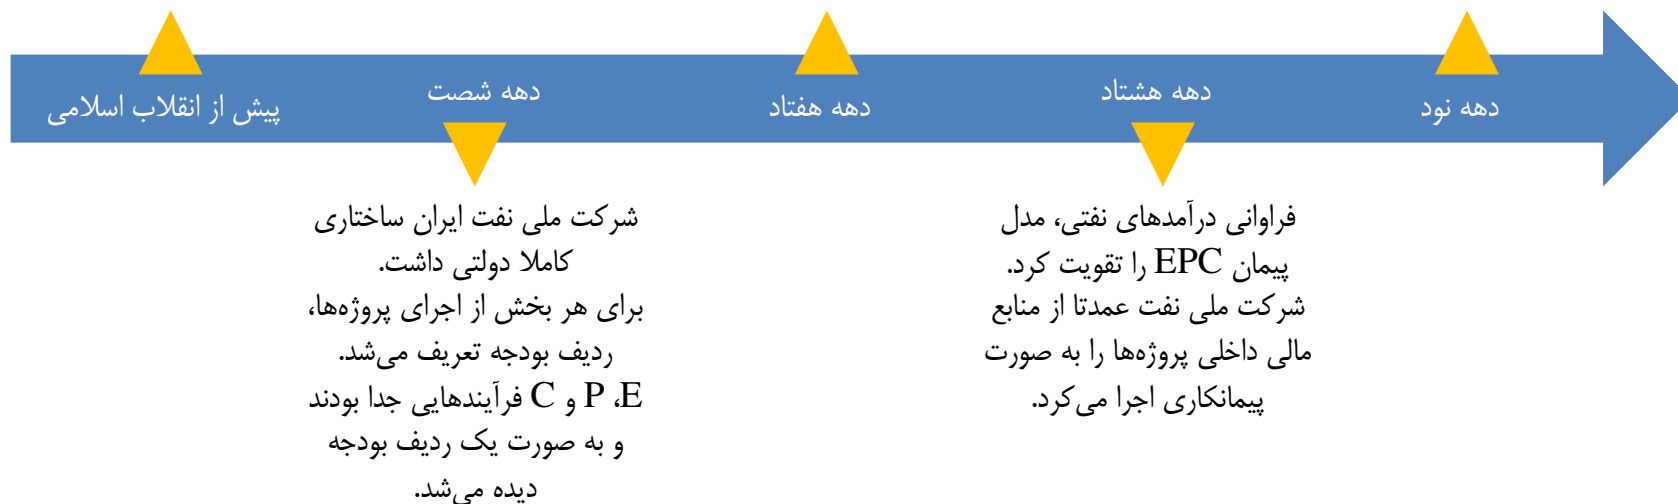 پیش از انقلاب اسلامی
دهه شصت
دهه هفتاد
دهه هشتاد
دهه نود
شرکت ملی نفت ایران ساختاری
کاملا دولتی داشت.
برای هر بخش از اجرای پروژه‌ها،
ردیف بودجه تعریف می‌شد.
E، P و C فرآیندهایی جدا بودند
و به صورت یک ردیف بودجه
دیده می‌شد.
فراوانی درآمدهای نفتی، مدل
پیمان EPC را تقویت کرد.
شرکت ملی نفت عمدتا از منابع
مالی داخلی پروژه‌ها را به صورت
پیمانکاری اجرا می‌کرد.